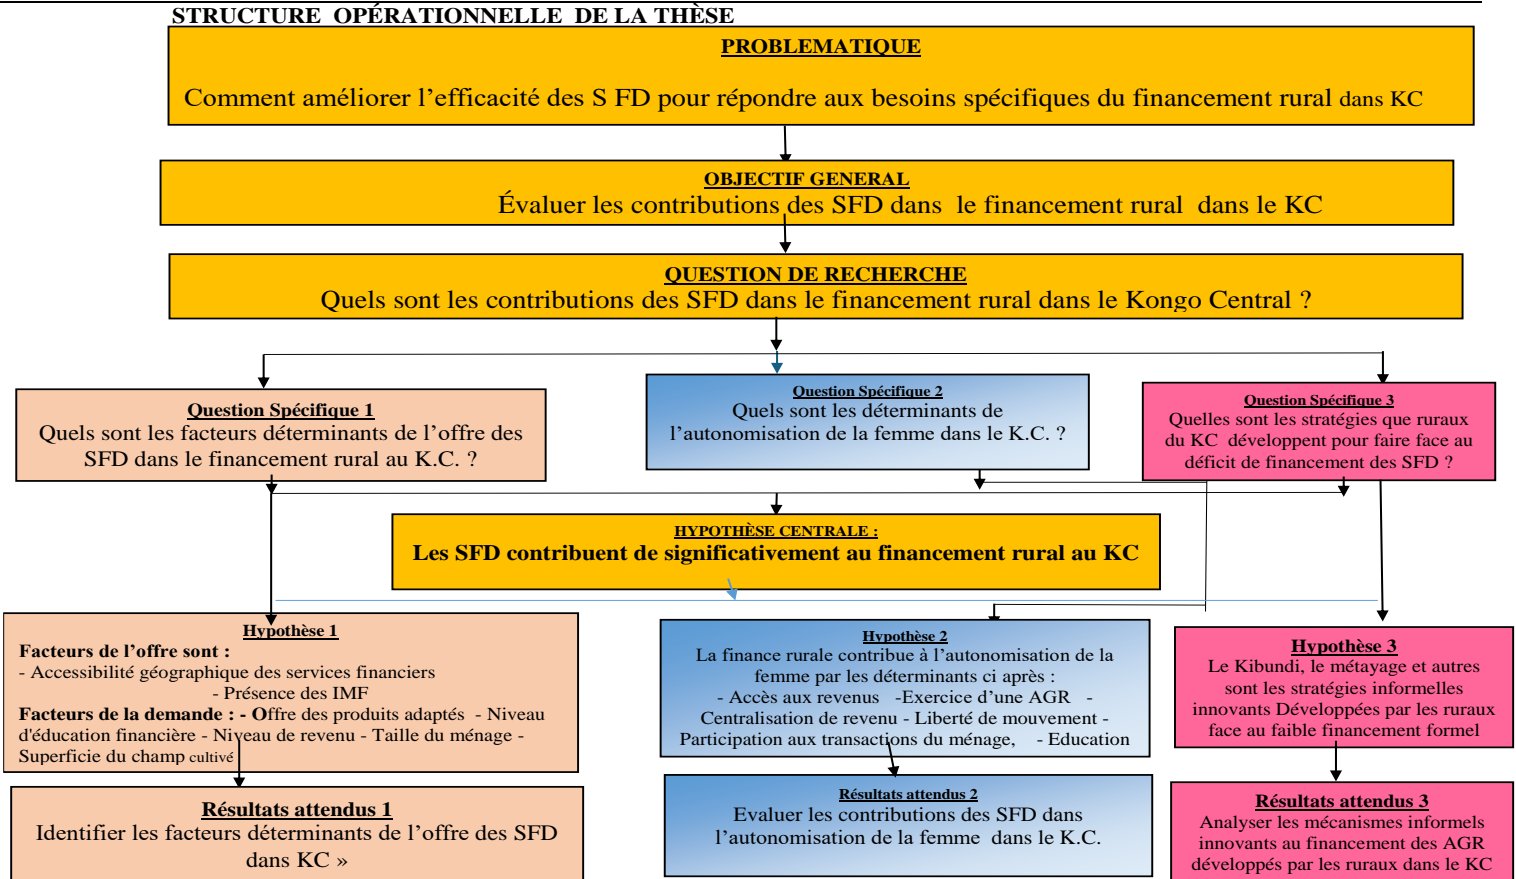 STRUCTURE OPÉRATIONNELLE DE LA THÈSE
PROBLEMATIQUE
Comment améliorer l’efficacité des S FD pour répondre aux besoins spécifiques du financement rural dans KC
OBJECTIF GENERAL
Évaluer les contributions des SFD dans le financement rural dans le KC
QUESTION DE RECHERCHE
Quels sont les contributions des SFD dans le financement rural dans le Kongo Central ?
Question Spécifique 1
Quels sont les facteurs déterminants de l’offre des
SFD dans le financement rural au K.C. ?
Question Spécifique 2
Quels sont les déterminants de
l’autonomisation de la femme dans le K.C. ?
Question Spécifique 3
Quelles sont les stratégies que ruraux
du KC développent pour faire face au
déficit de financement des SFD ?
HYPOTHÈSE CENTRALE :
Les SFD contribuent de significativement au financement rural au KC
Hypothèse 1
Facteurs de l’offre sont :
- Accessibilité géographique des services financiers
- Présence des IMF
Facteurs de la demande : - Offre des produits adaptés - Niveau
d'éducation financière - Niveau de revenu - Taille du ménage -
Superficie du champ cultivé
Hypothèse 2
La finance rurale contribue à l’autonomisation de la
femme par les déterminants ci après :
- Accès aux revenus -Exercice d’une AGR -
Centralisation de revenu - Liberté de mouvement -
Participation aux transactions du ménage, - Education
Hypothèse 3
Le Kibundi, le métayage et autres
sont les stratégies informelles
innovants Développées par les ruraux
face au faible financement formel
Résultats attendus 1
Identifier les facteurs déterminants de l’offre des SFD
dans KC »
Résultats attendus 2
Evaluer les contributions des SFD dans
l’autonomisation de la femme dans le K.C.
Résultats attendus 3
Analyser les mécanismes informels
innovants au financement des AGR
développés par les ruraux dans le KC